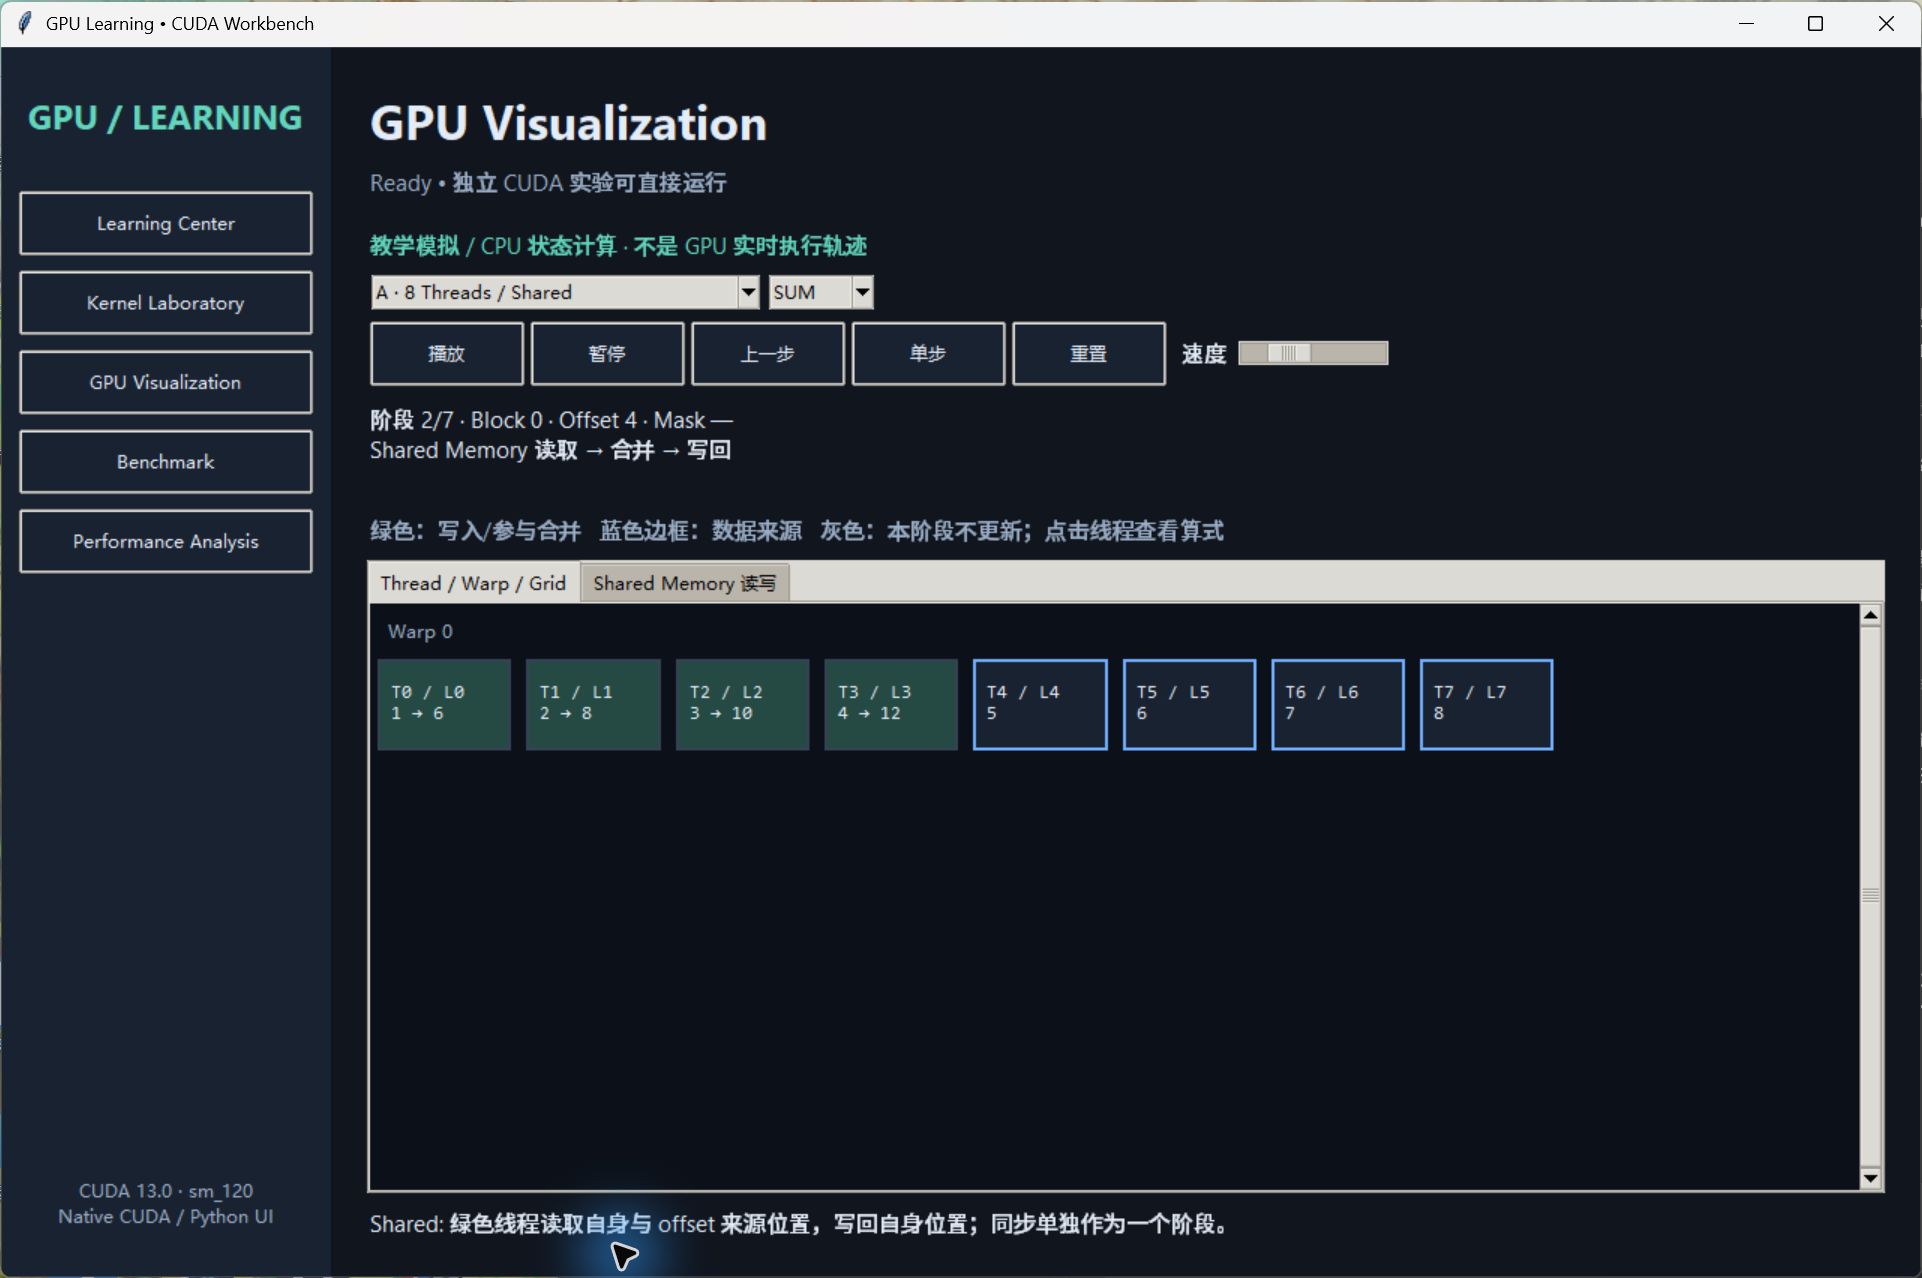 GPU Learning • CUDA Workbench
GPU / LEARNING
Learning Center
Kernel Laboratory
GPU Visualization
Benchmark
Performance Analysis
CUDA 13.0 · sm_120
Native CUDA / Python UI
GPU Visualization
Ready • 独立 CUDA 实验可直接运行
教学模拟 / CPU 状态计算 · 不是 GPU 实时执行轨迹
A · 8 Threads / Shared
SUM
播放
暂停
上一步
单步
重置
速度
阶段 2/7 · Block 0 · Offset 4 · Mask —
Shared Memory 读取 → 合并 → 写回
绿色：写入/参与合并 蓝色边框：数据来源 灰色：本阶段不更新；点击线程查看算式
Thread / Warp / Grid
Shared Memory 读写
Warp 0
T0 / L0
1 → 6
T1 / L1
2 → 8
T2 / L2
3 → 10
T3 / L3
4 → 12
T4 / L4
5
T5 / L5
6
T6 / L6
7
T7 / L7
8
Shared: 绿色线程读取自身与 offset 来源位置，写回自身位置；同步单独作为一个阶段。